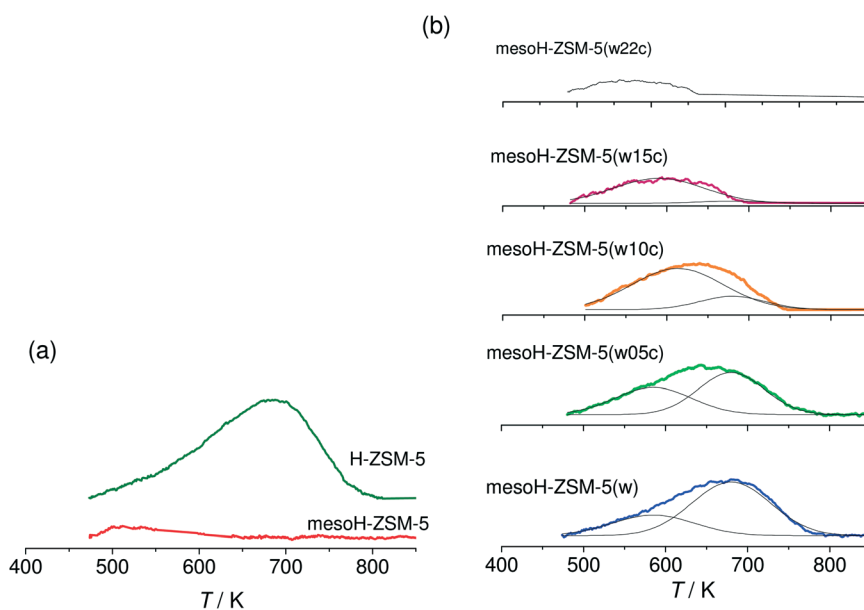 (b)
mesoH-ZSM-5(w22c)
mesoH-ZSM-5(w15c)
mesoH-ZSM-5(w10c)
mesoH-ZSM-5(w05c)
mesoH-ZSM-5(w)
400 500 600 700 800
T / K
(a)
H-ZSM-5
mesoH-ZSM-5
400 500 600 700 800
T / K